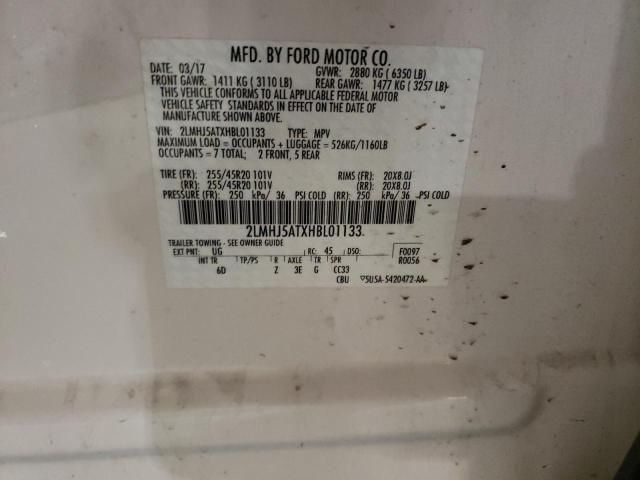 MFD. BY FORD MOTOR CO.
DATE: 03/17 GVWR: 2880 KG ( 6350 LB)
FRONT GAWR: 1411 KG ( 3110 LB) REAR GAWR: 1477 KG ( 3257 LB)
THIS VEHICLE CONFORMS TO ALL APPLICABLE FEDERAL MOTOR
VEHICLE SAFETY STANDARDS IN EFFECT ON THE DATE OF
MANUFACTURE SHOWN ABOVE.
VIN: 2LMHJ5ATXHBL01133 TYPE: MPV
MAXIMUM LOAD = OCCUPANTS + LUGGAGE = 526KG/1160LB
OCCUPANTS = 7 TOTAL; 2 FRONT, 5 REAR
TIRE (FR): 255/45R20 101V RIMS (FR): 20X8.0J
(RR): 255/45R20 101V (RR): 20X8.0J
PRESSURE (FR): 250 kPa/ 36 PSI COLD (RR): 250 kPa/ 36 PSI COLD
2LMHJ5ATXHBL01133
TRAILER TOWING - SEE OWNER GUIDE
EXT PNT: UG RC: 45 DSO: F0097
INT TR TP/PS R AXLE TR SPR R0056
6D Z 3E G CC33
CBU ▽5U5A-5420472-AA